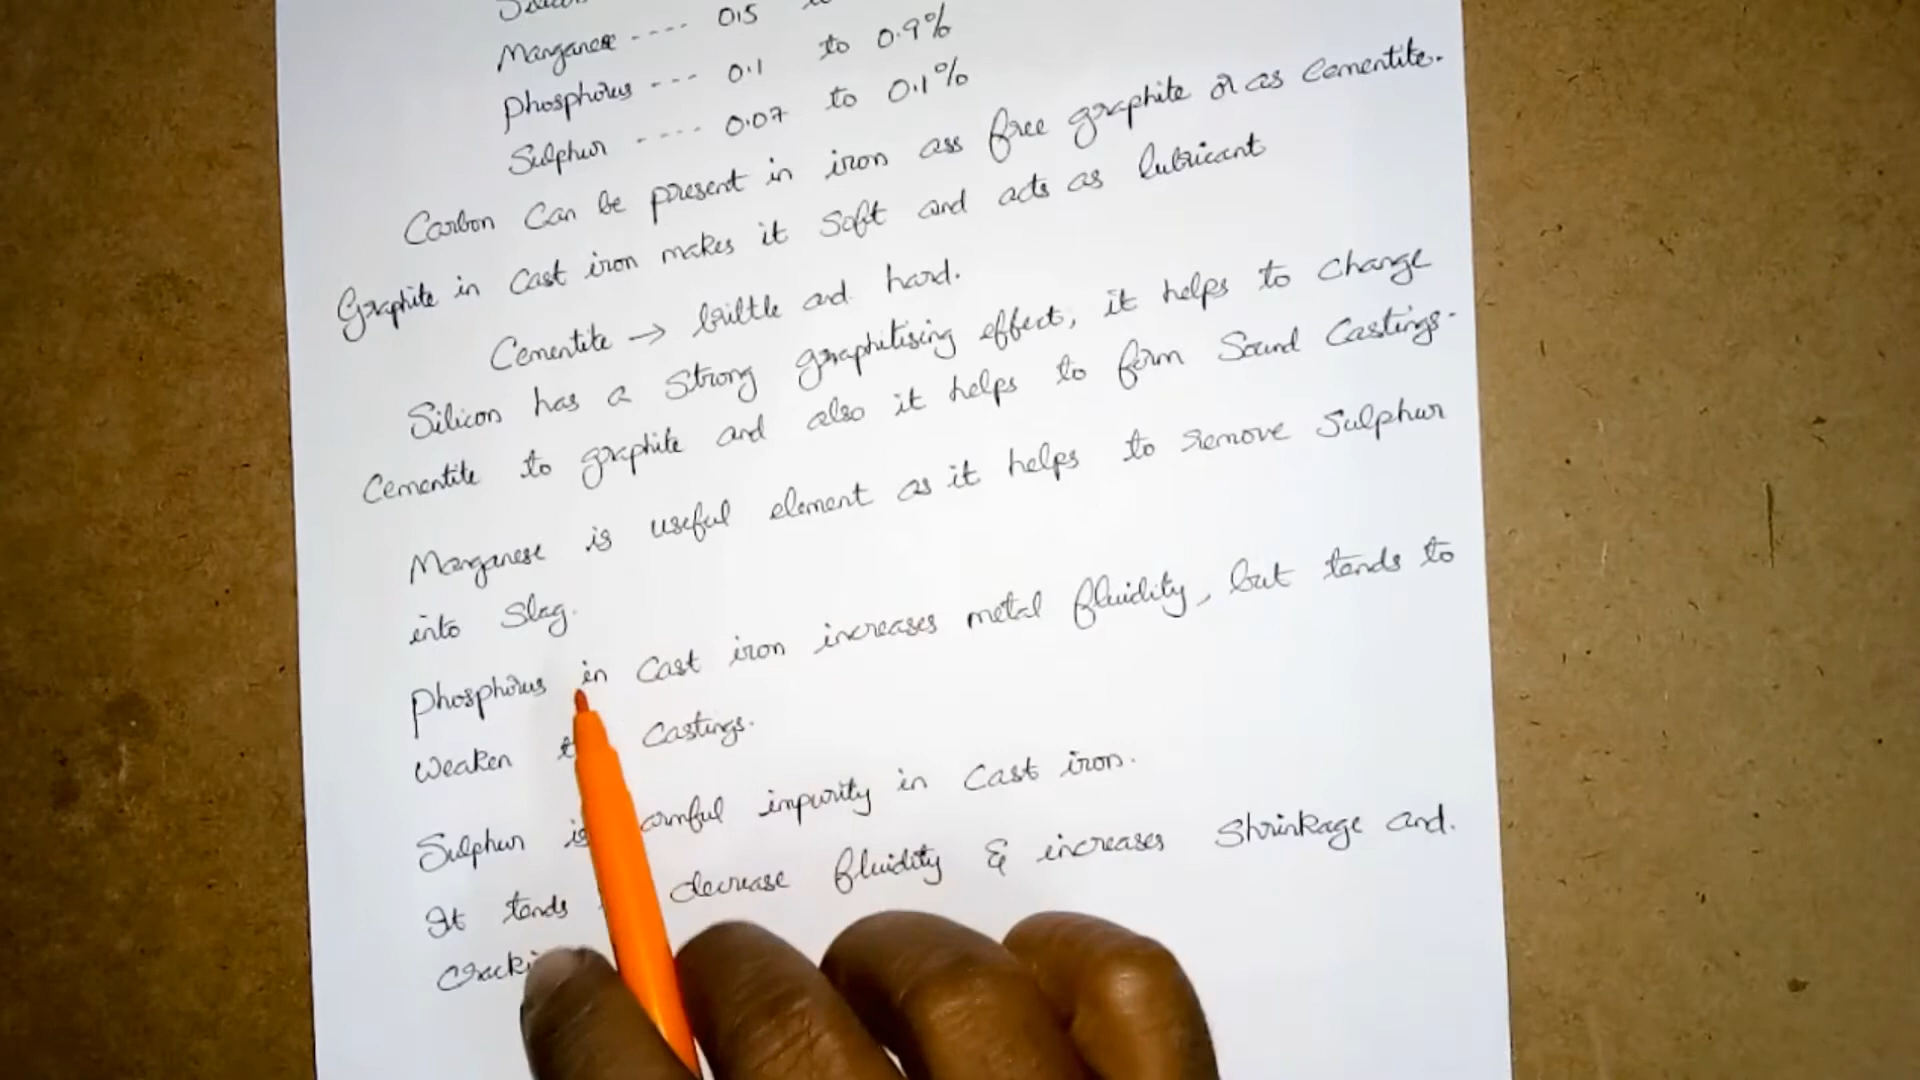 Manganese ---- 0.5
Phosphorus --- 0.1 to 0.9%
Sulphur ---- 0.07 to 0.1%
Carbon can be present in iron ass free graphite or as Cementite.
Graphite in cast iron makes it soft and acts as lubricant
Cementite → brittle and hard.
Silicon has a strong graphitising effect, it helps to change
Cementite to graphite and also it helps to form Sound Castings.
Manganese is useful element as it helps to remove Sulphur
into Slag.
Phosphorus in Cast iron increases metal fluidity, but tends to
weaken castings.
Sulphur is impurity in Cast iron.
It tends decrease fluidity & increases shrinkage and.